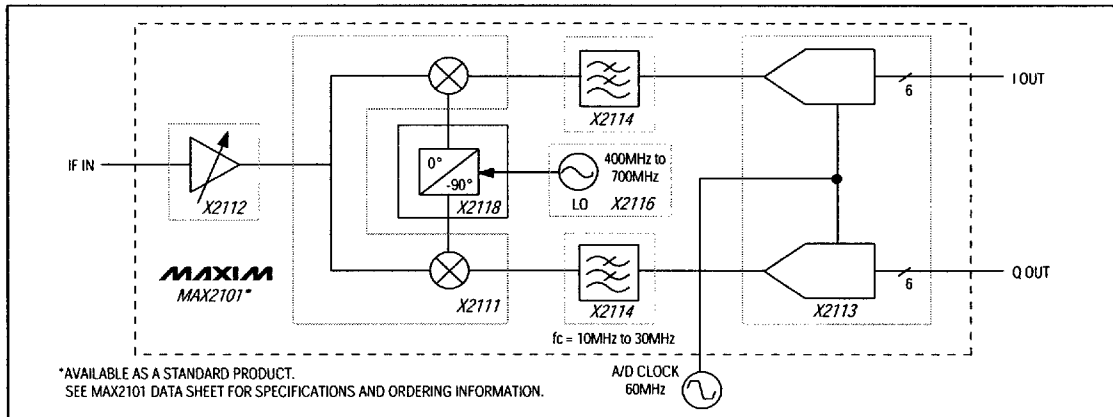 IF IN
X2112
MAXIM
MAX2101*
0°
-90°
X2118
400MHz to
700MHz
LO
X2116
X2114
X2111
X2114
fc = 10MHz to 30MHz
6
I OUT
6
Q OUT
X2113
A/D CLOCK
60MHz
*AVAILABLE AS A STANDARD PRODUCT.
SEE MAX2101 DATA SHEET FOR SPECIFICATIONS AND ORDERING INFORMATION.